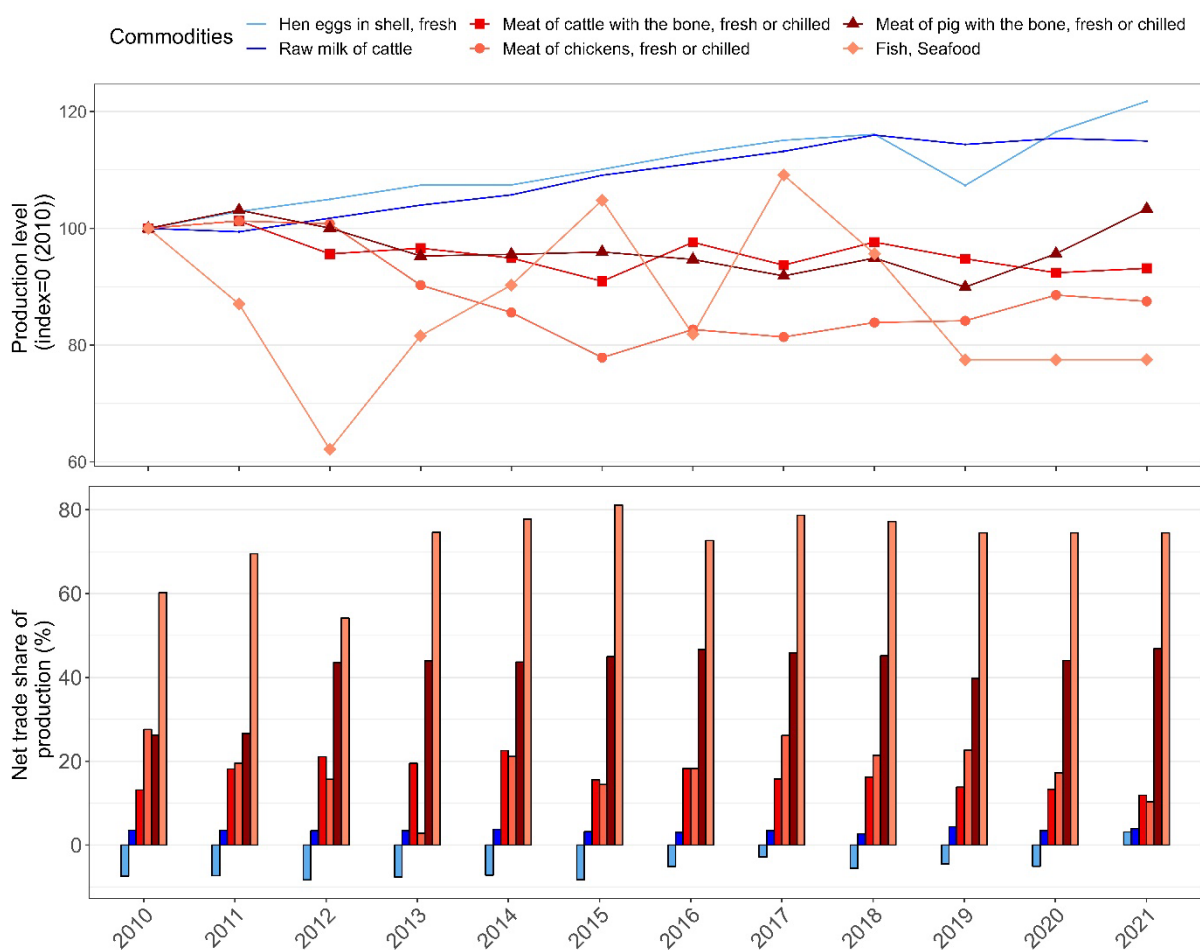 Commodities
Hen eggs in shell, fresh
Meat of cattle with the bone, fresh or chilled
Meat of pig with the bone, fresh or chilled
Raw milk of cattle
Meat of chickens, fresh or chilled
Fish, Seafood
Production level
(index=0 (2010))
120
100
80
60
Net trade share of
production (%)
80
60
40
20
0
2010
2011
2012
2013
2014
2015
2016
2017
2018
2019
2020
2021